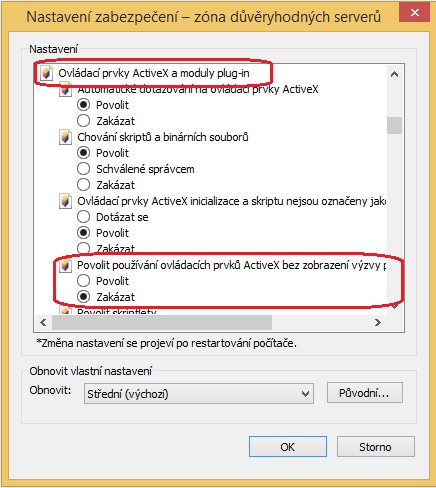 Nastavení zabezpečení – zóna důvěryhodných serverů
Nastavení
Ovládací prvky ActiveX a moduly plug-in
Automatické dotazování na ovládací prvky ActiveX
Povolit
Zakázat
Chování skriptů a binárních souborů
Povolit
Schválené správcem
Zakázat
Ovládací prvky ActiveX inicializace a skriptu nejsou označeny jako
Dotázat se
Povolit
Zakázat
Povolit používání ovládacích prvků ActiveX bez zobrazení výzvy p
Povolit
Zakázat
Povolit skriptlety
*Změna nastavení se projeví po restartování počítače.
Obnovit vlastní nastavení
Obnovit:
Střední (výchozí)
Původní...
OK
Storno